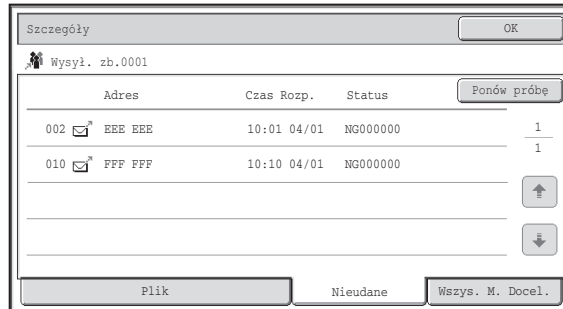 Szczegóły OK
Wysył. zb.0001
Adres Czas Rozp. Status Ponów próbę
002 EEE EEE 10:01 04/01 NG000000 1
1
010 FFF FFF 10:10 04/01 NG000000
Plik Nieudane Wszys. M. Docel.